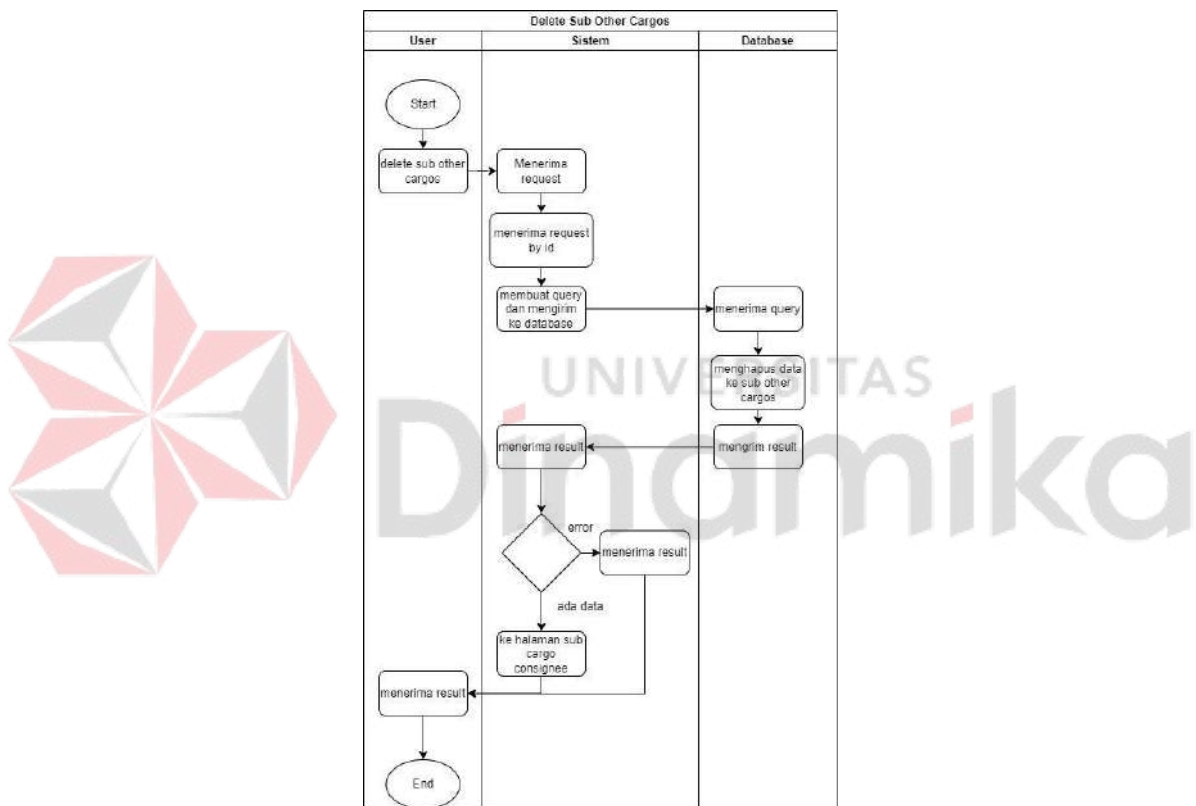 Delete Sub Other Cargos
User
Sistem
Database
Start
delete sub other
cargos
Menerima
request
menerima request
by id
membuat query
dan mengirim
ke database
menerima query
menghapus data
ke sub other
cargos
mengrim result
menerima result
error
menerima result
ada data
ke halaman sub
cargo
consignee
menerima result
End
UNIVERSITAS
Dinamika